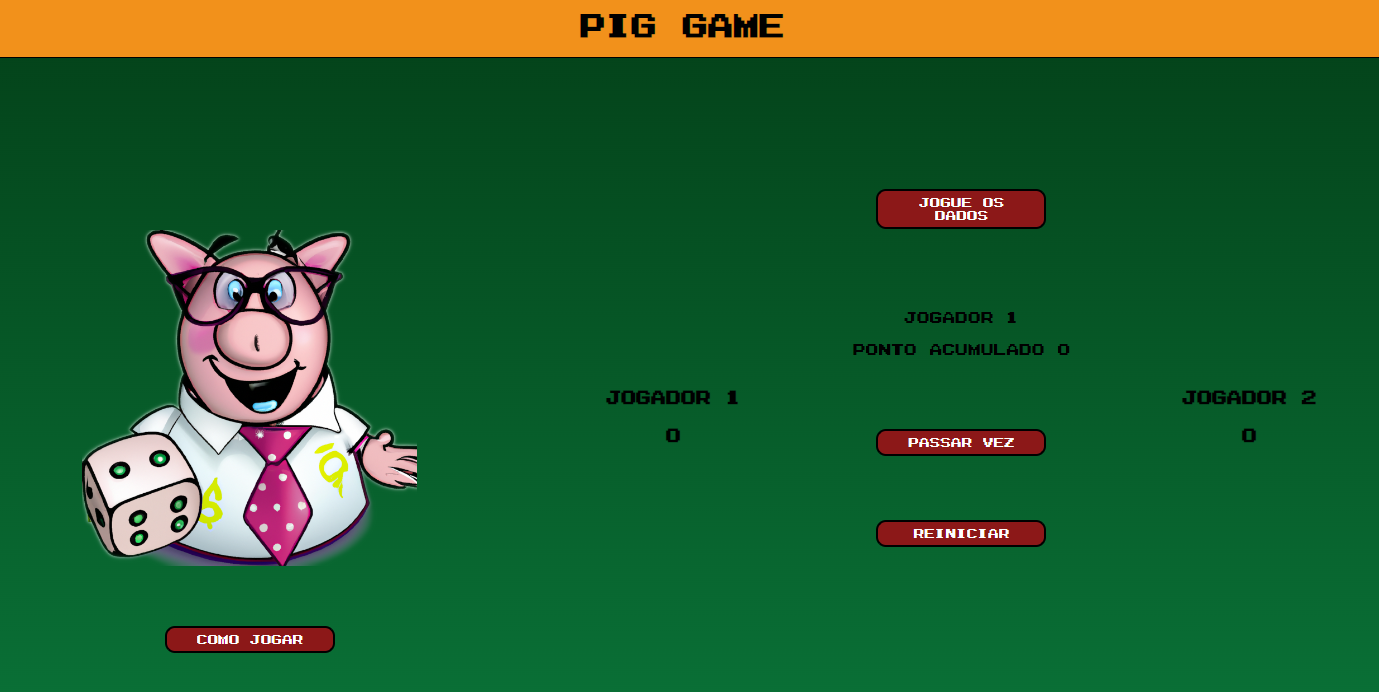 PIG GAME
JOGUE OS
DADOS
JOGADOR 1
PONTO ACUMULADO 0
JOGADOR 1
0
JOGADOR 2
0
PASSAR VEZ
REINICIAR
$
IQ
COMO JOGAR